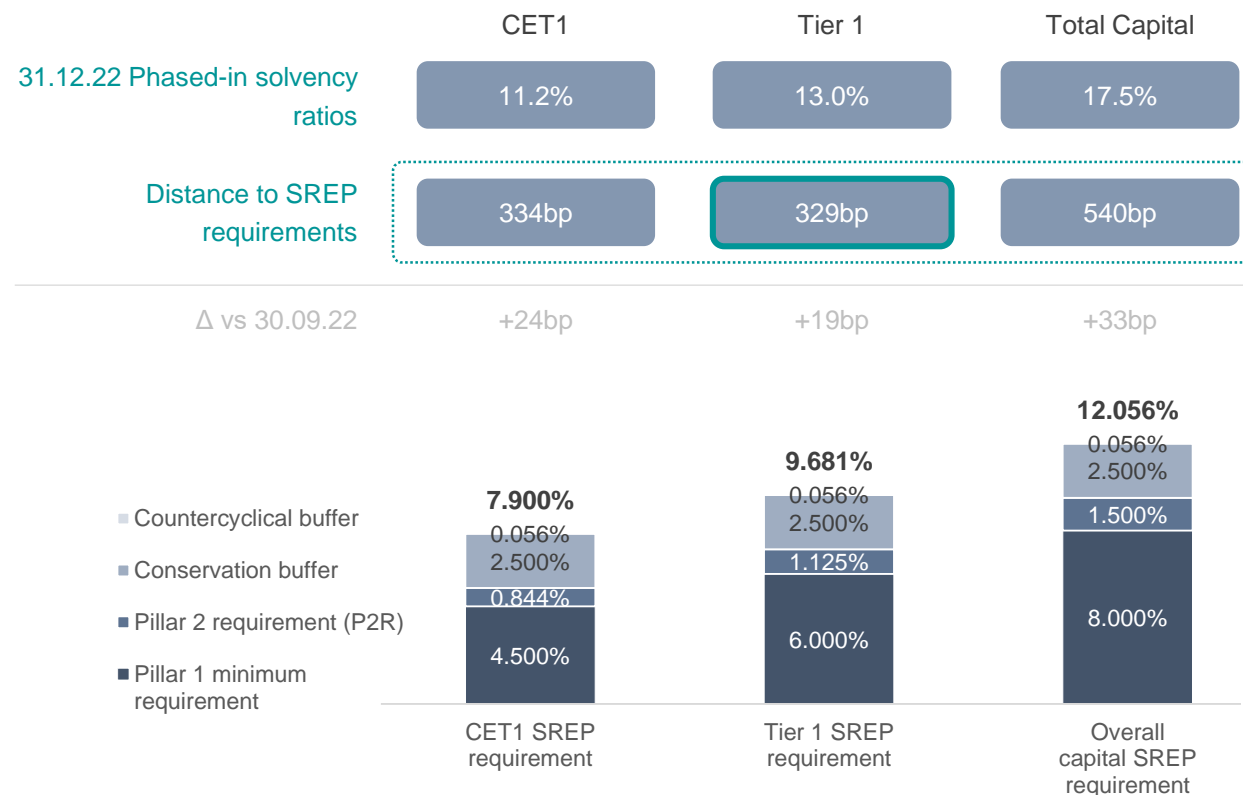 CET1 Tier 1 Total Capital
31.12.22 Phased-in solvency
ratios
11.2% 13.0% 17.5%
Distance to SREP
requirements
334bp 329bp 540bp
Δ vs 30.09.22 +24bp +19bp +33bp
12.056%
0.056%
2.500%
1.500%
8.000%
9.681%
0.056%
2.500%
1.125%
6.000%
7.900%
0.056%
2.500%
0.844%
4.500%
Countercyclical buffer
Conservation buffer
Pillar 2 requirement (P2R)
Pillar 1 minimum
requirement
CET1 SREP
requirement
Tier 1 SREP
requirement
Overall
capital SREP
requirement